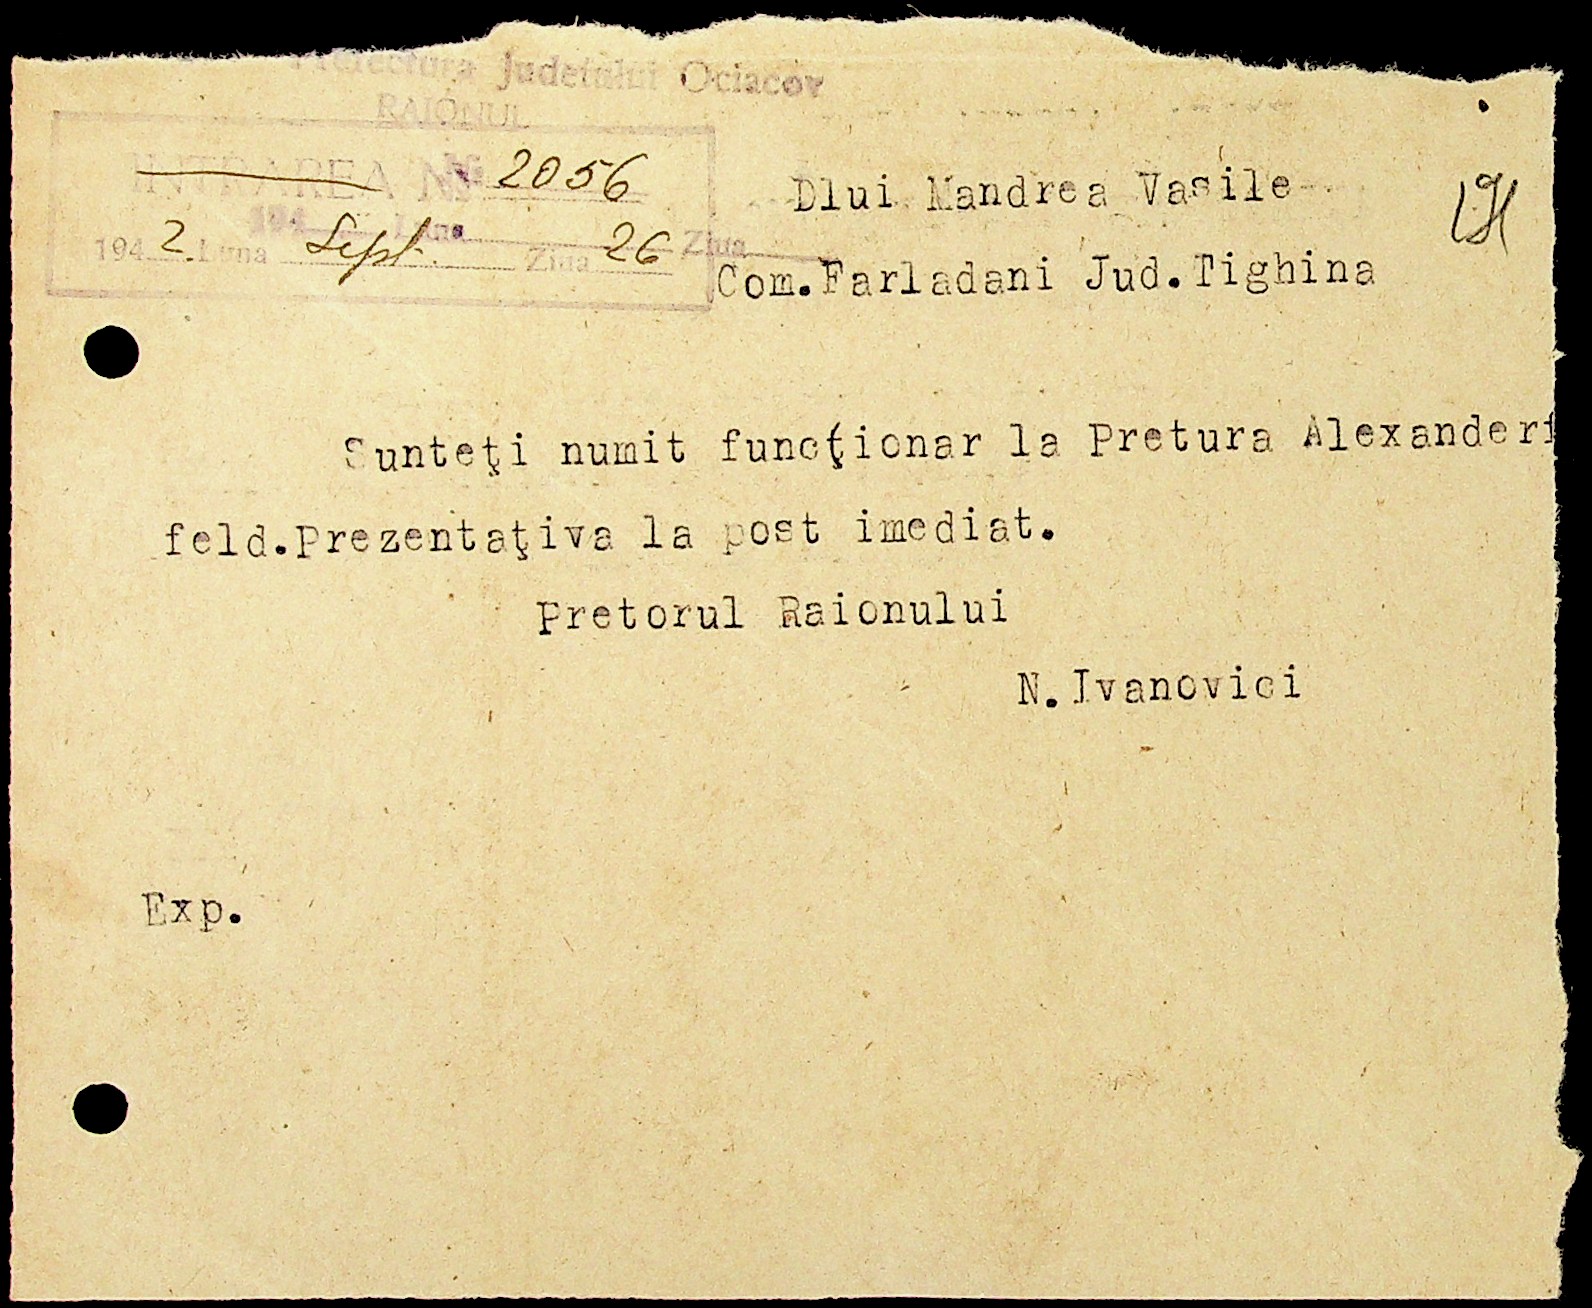 Prefectura Judetului Ociacov
RAIONUL
INTRAREA No 2056
1942. Luna Sept. Ziua 26
Dlui Mandrea Vasile
Com.Farladani Jud.Tighina
Sunteţi numit funcţionar la Pretura Alexanderf
feld.Prezentaţiva la post imediat.
Pretorul Raionului
N.Ivanovici
Exp.